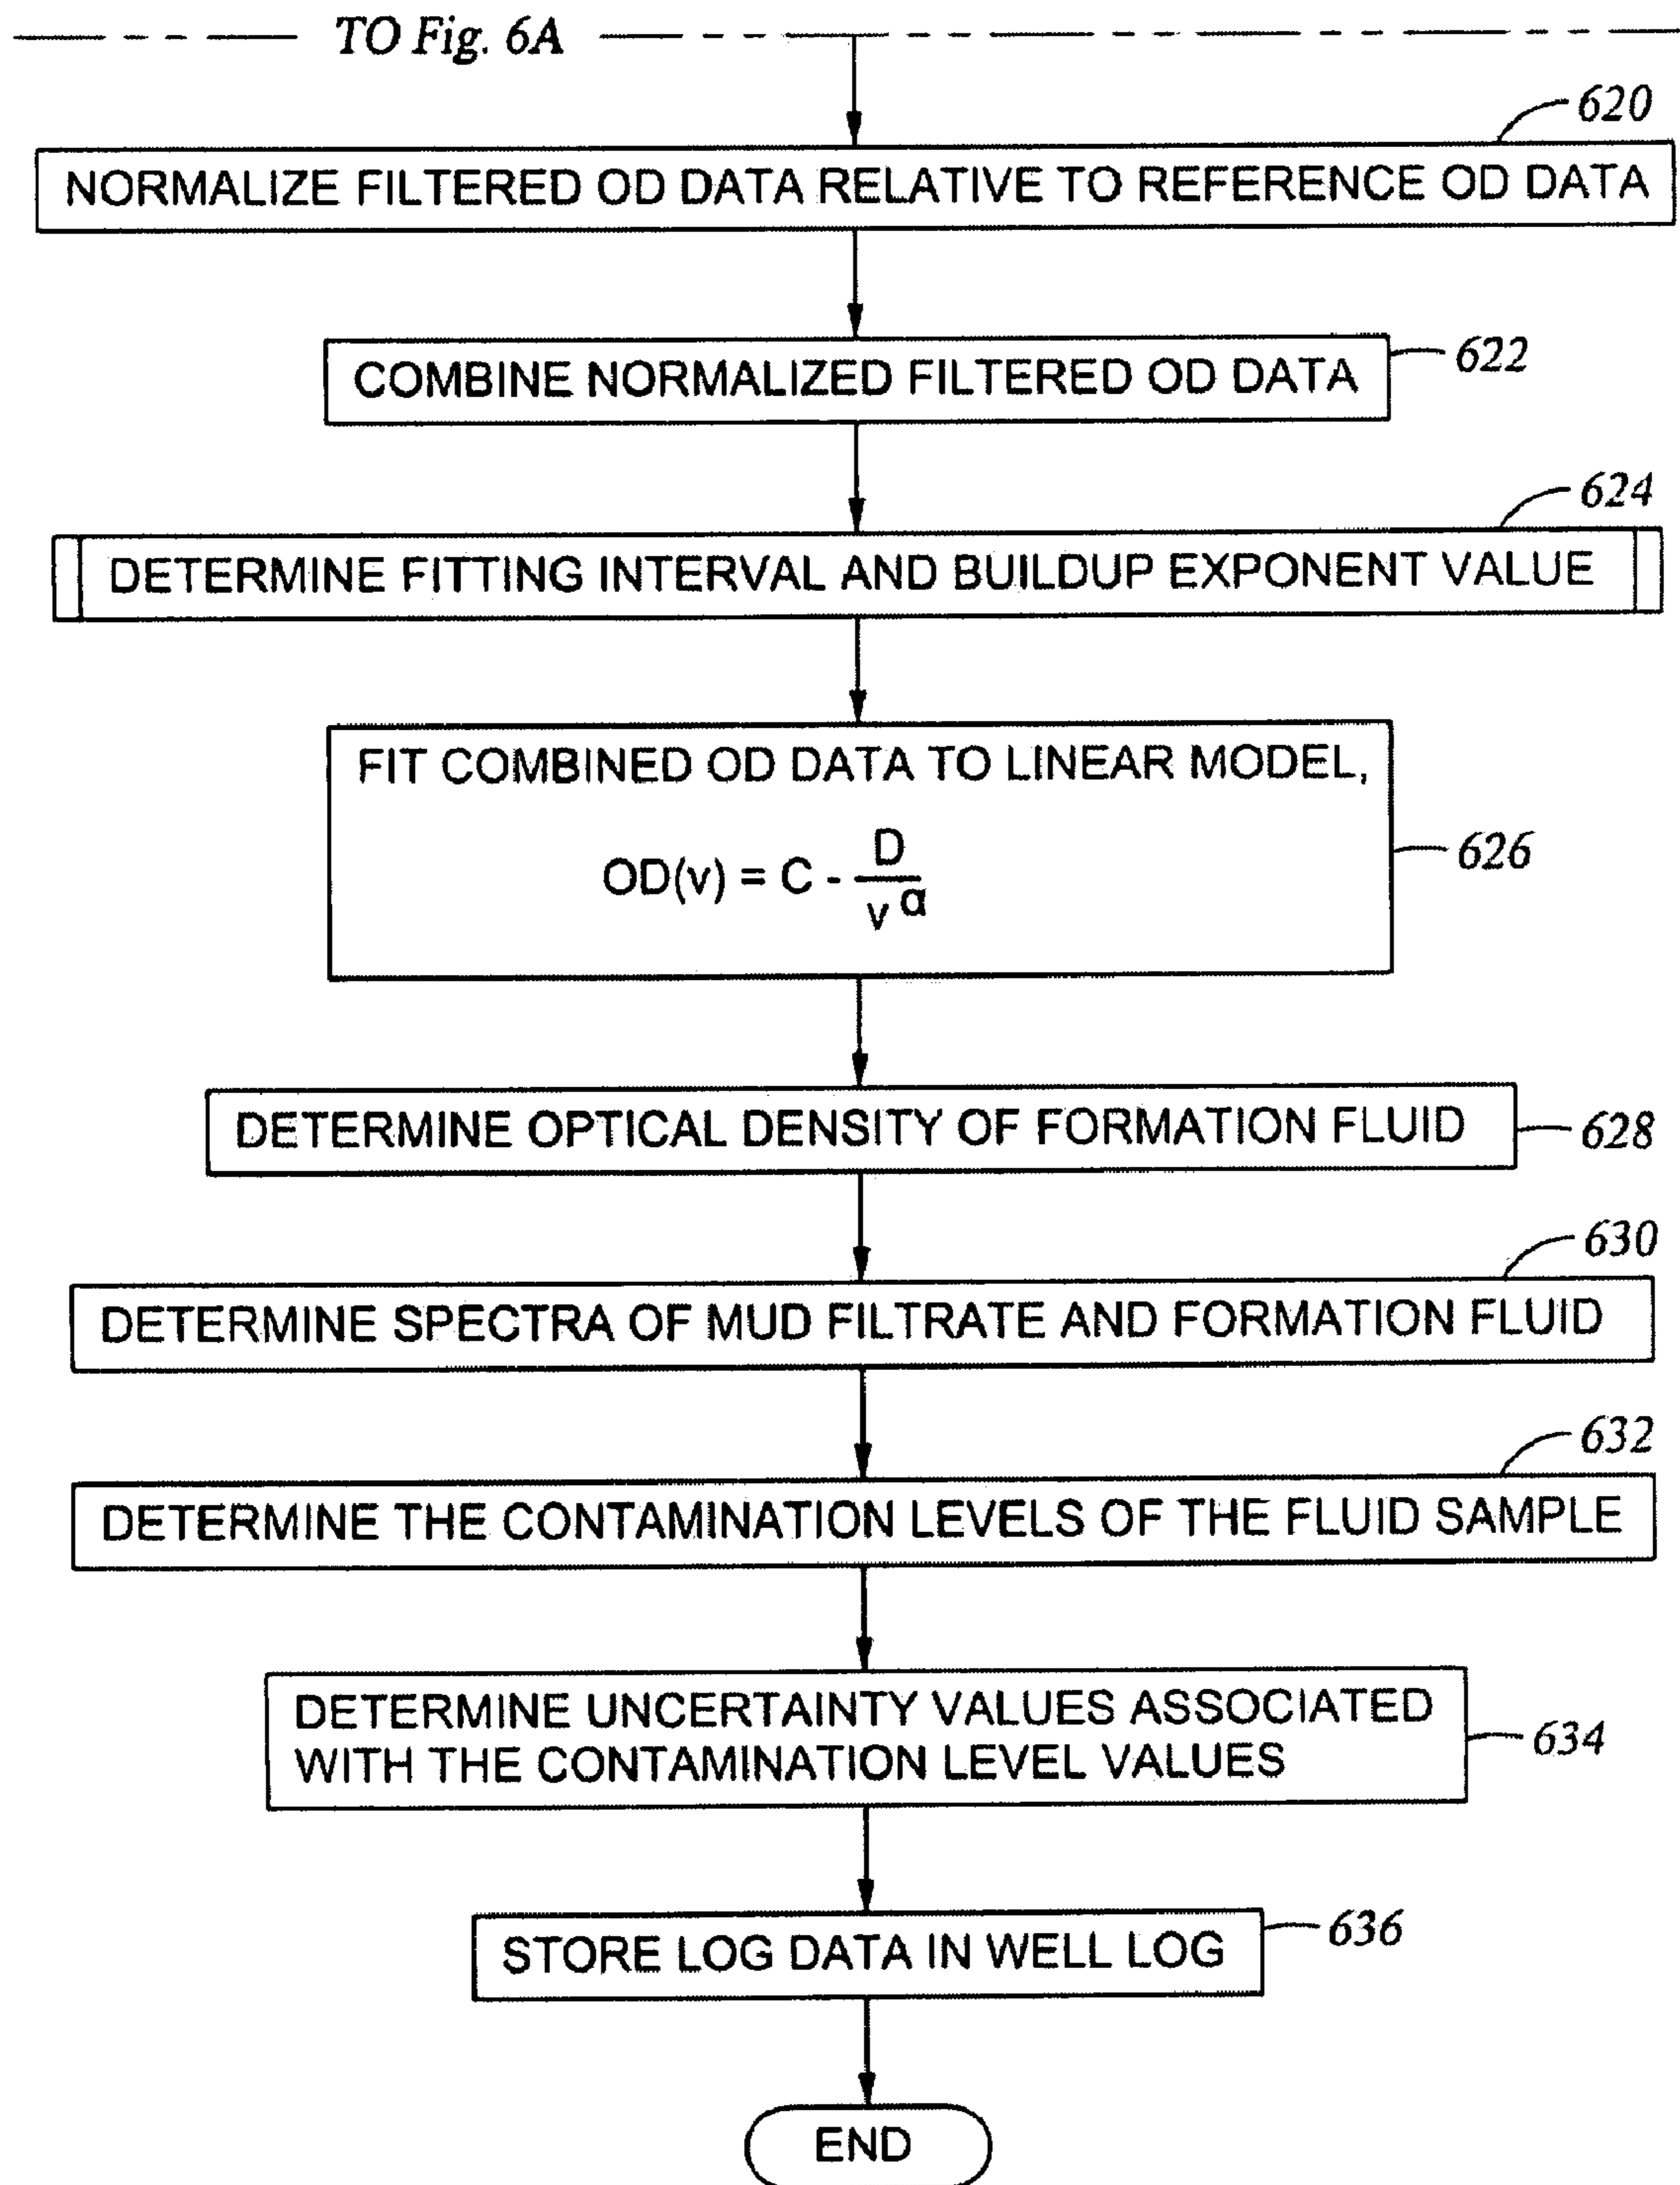 TO Fig. 6A
620
NORMALIZE FILTERED OD DATA RELATIVE TO REFERENCE OD DATA
COMBINE NORMALIZED FILTERED OD DATA
622
624
DETERMINE FITTING INTERVAL AND BUILDUP EXPONENT VALUE
FIT COMBINED OD DATA TO LINEAR MODEL,
OD(v) = C - D / v^α
626
DETERMINE OPTICAL DENSITY OF FORMATION FLUID
628
630
DETERMINE SPECTRA OF MUD FILTRATE AND FORMATION FLUID
632
DETERMINE THE CONTAMINATION LEVELS OF THE FLUID SAMPLE
DETERMINE UNCERTAINTY VALUES ASSOCIATED
WITH THE CONTAMINATION LEVEL VALUES
634
STORE LOG DATA IN WELL LOG
636
END